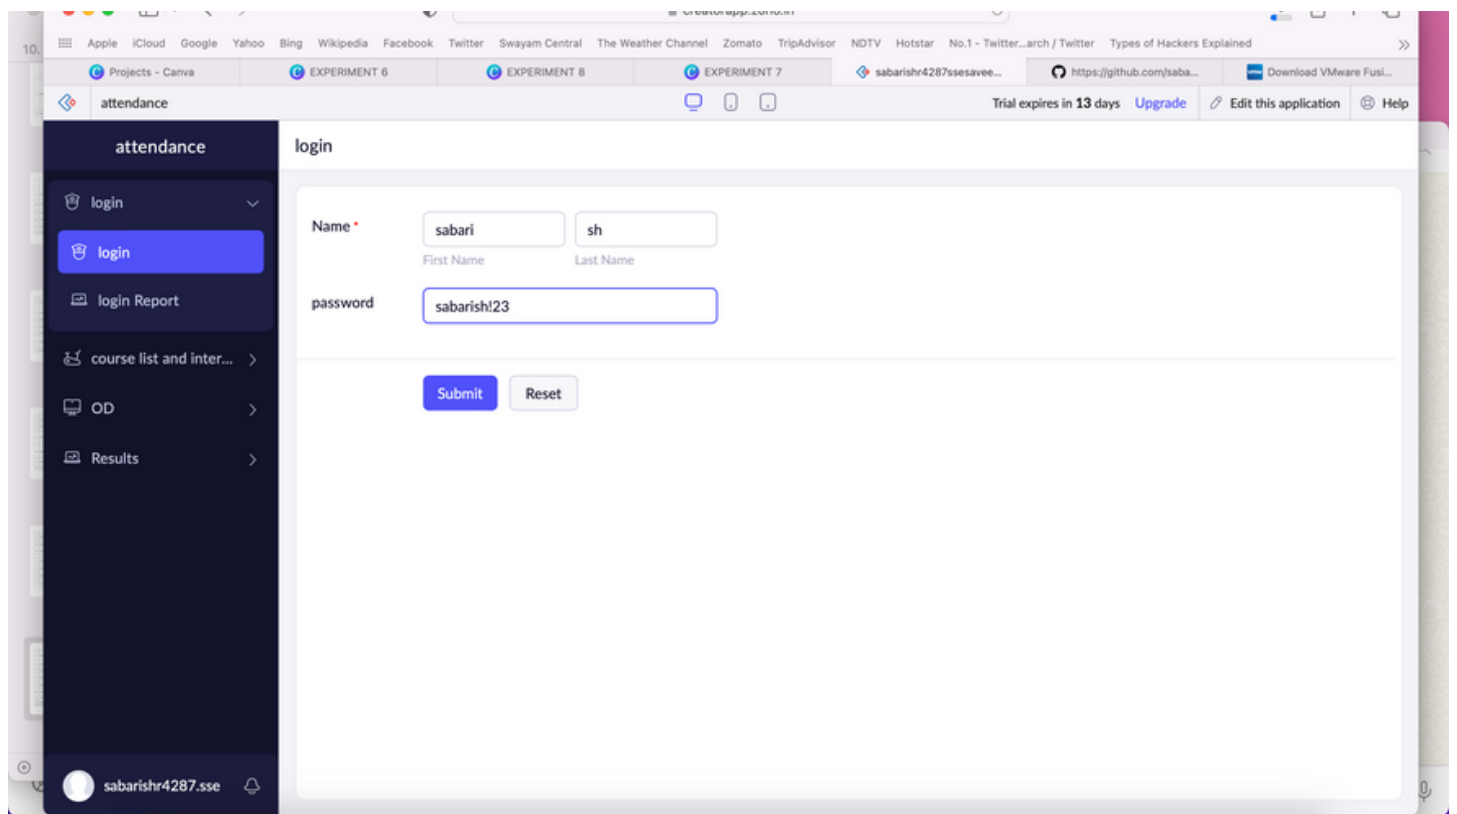 creatorapp.zoho.in
10.
Apple iCloud Google Yahoo Bing Wikipedia Facebook Twitter Swayam Central The Weather Channel Zomato TripAdvisor NDTV Hotstar No.1 - Twitter...arch / Twitter Types of Hackers Explained
Projects - Canva EXPERIMENT 6 EXPERIMENT 8 EXPERIMENT 7 sabarishr4287ssesavee... https://github.com/saba... Download VMware Fusi...
attendance Trial expires in 13 days Upgrade Edit this application Help
attendance login
login
Name * sabari sh
login
First Name Last Name
login Report
password sabarish!23
course list and inter...
Submit Reset
OD
Results
sabarishr4287.sse